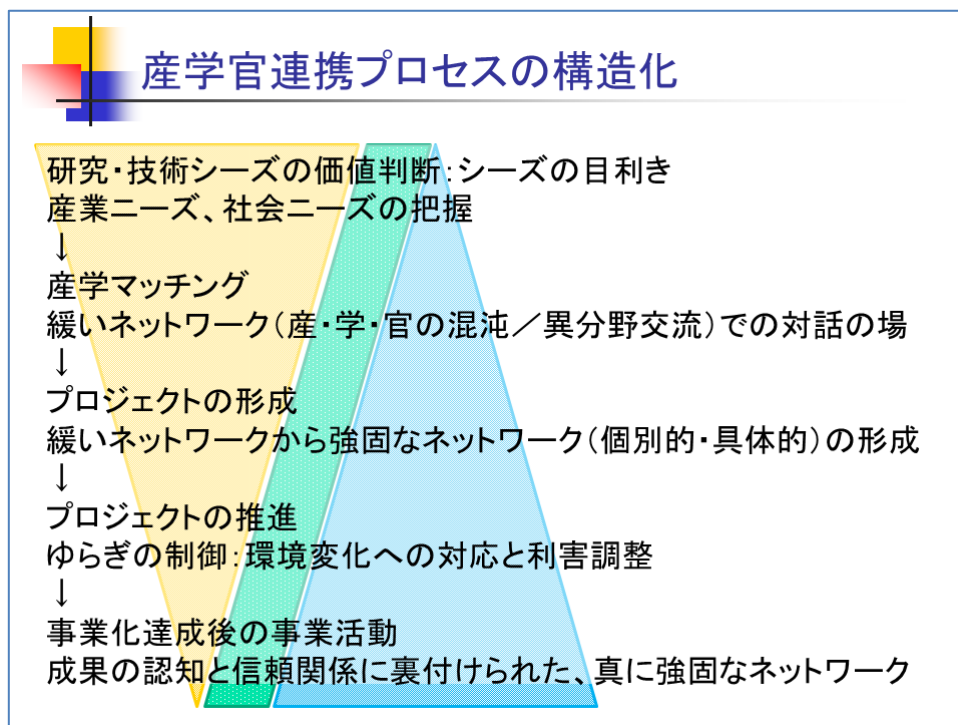 産学官連携プロセスの構造化
研究・技術シーズの価値判断:シーズの目利き
産業ニーズ、社会ニーズの把握
↓
産学マッチング
緩いネットワーク(産・学・官の混沌/異分野交流)での対話の場
↓
プロジェクトの形成
緩いネットワークから強固なネットワーク(個別的・具体的)の形成
↓
プロジェクトの推進
ゆらぎの制御:環境変化への対応と利害調整
↓
事業化達成後の事業活動
成果の認知と信頼関係に裏付けられた、真に強固なネットワーク